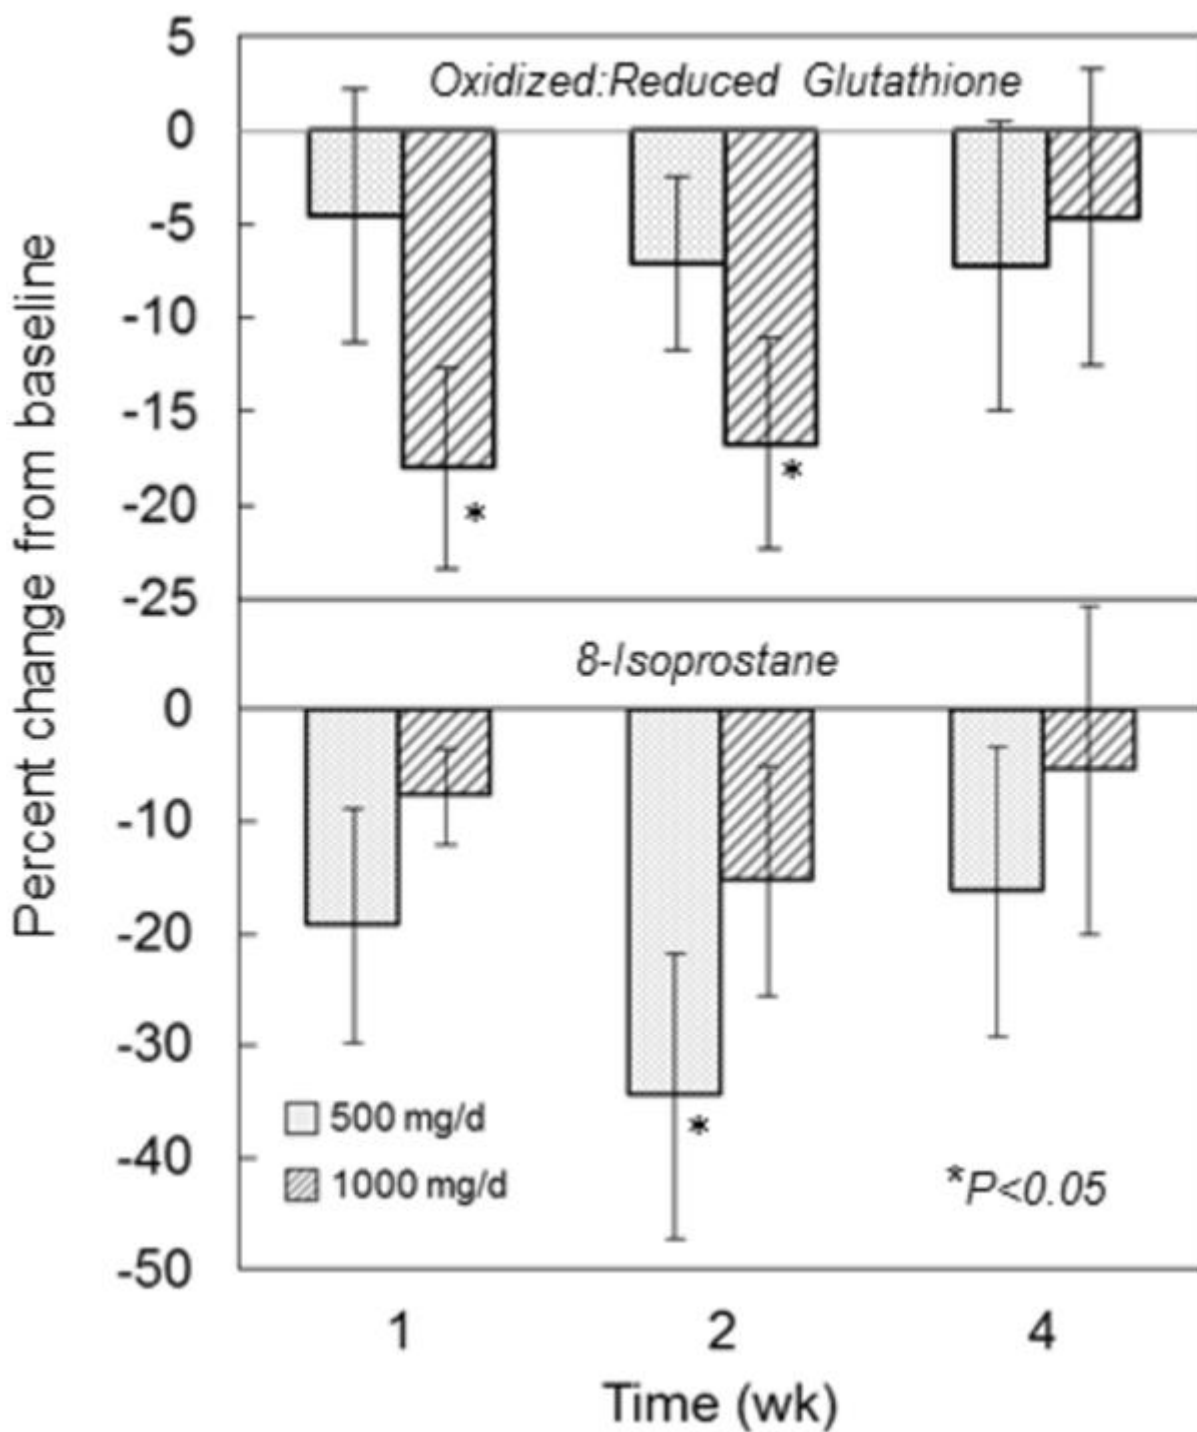 Percent change from baseline
5
Oxidized:Reduced Glutathione
0
-5
-10
-15
*
*
-20
-25
8-Isoprostane
0
-10
-20
-30
500 mg/d
*
-40
1000 mg/d
*P<0.05
-50
1 2 4
Time (wk)